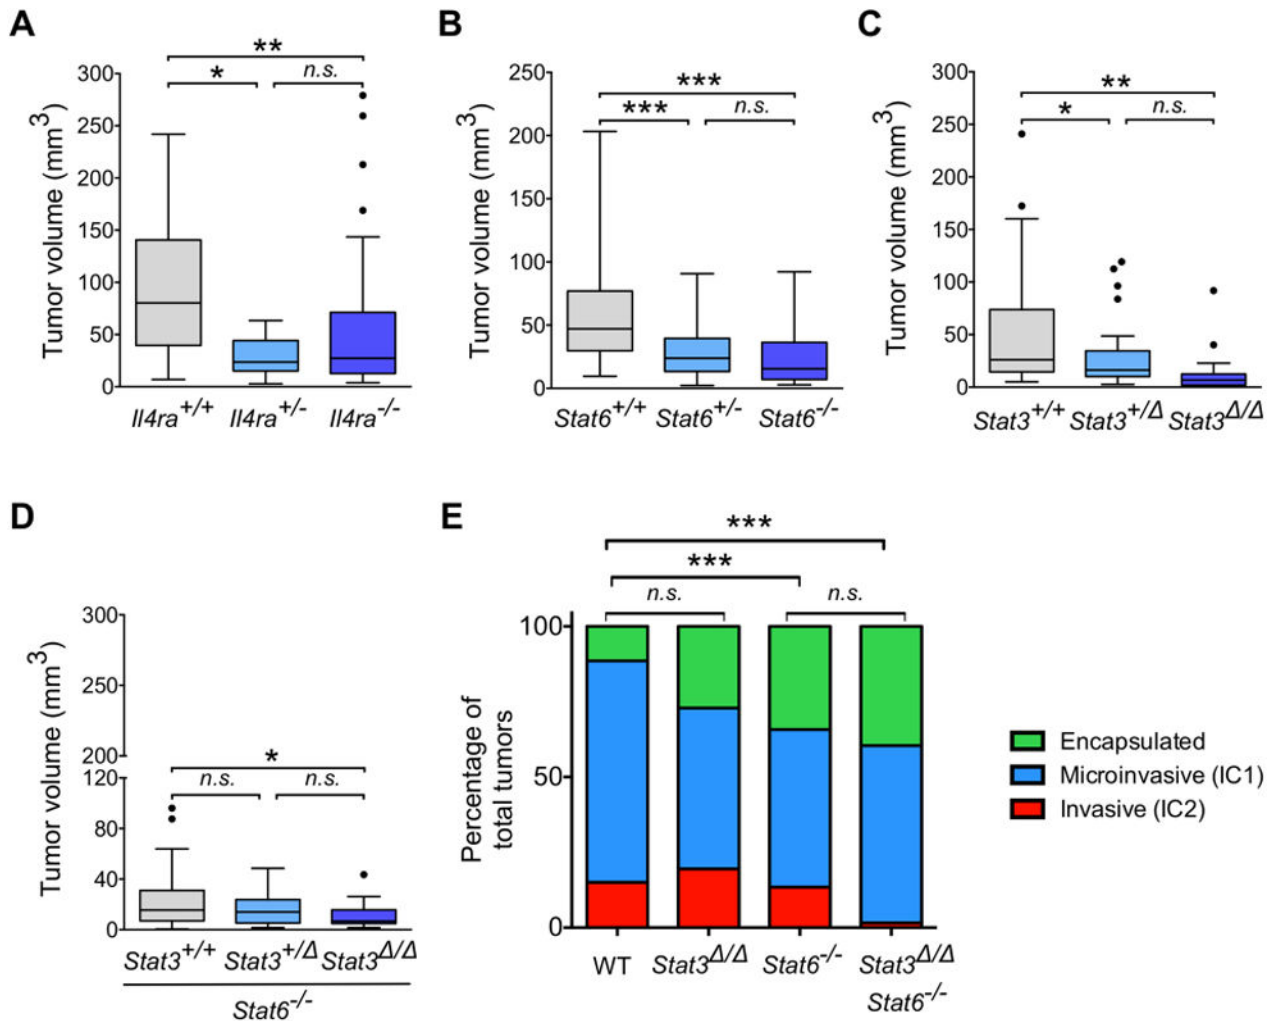 A
** 
* n.s.
Tumor volume (mm3)
300
250
200
150
100
50
0
Il4ra+/+ Il4ra+/- Il4ra-/-
B
***
*** n.s.
Tumor volume (mm3)
250
200
150
100
50
0
Stat6+/+ Stat6+/- Stat6-/-
C
**
* n.s.
Tumor volume (mm3)
300
250
200
150
100
50
0
Stat3+/+ Stat3+/Δ Stat3Δ/Δ
D
Tumor volume (mm3)
300
250
200
120
80
40
0
*
n.s. n.s.
Stat3+/+ Stat3+/Δ Stat3Δ/Δ
Stat6-/-
E
***
***
n.s. n.s.
Percentage of
total tumors
100
50
0
WT Stat3Δ/Δ Stat6-/- Stat3Δ/Δ
Stat6-/-
Encapsulated
Microinvasive (IC1)
Invasive (IC2)